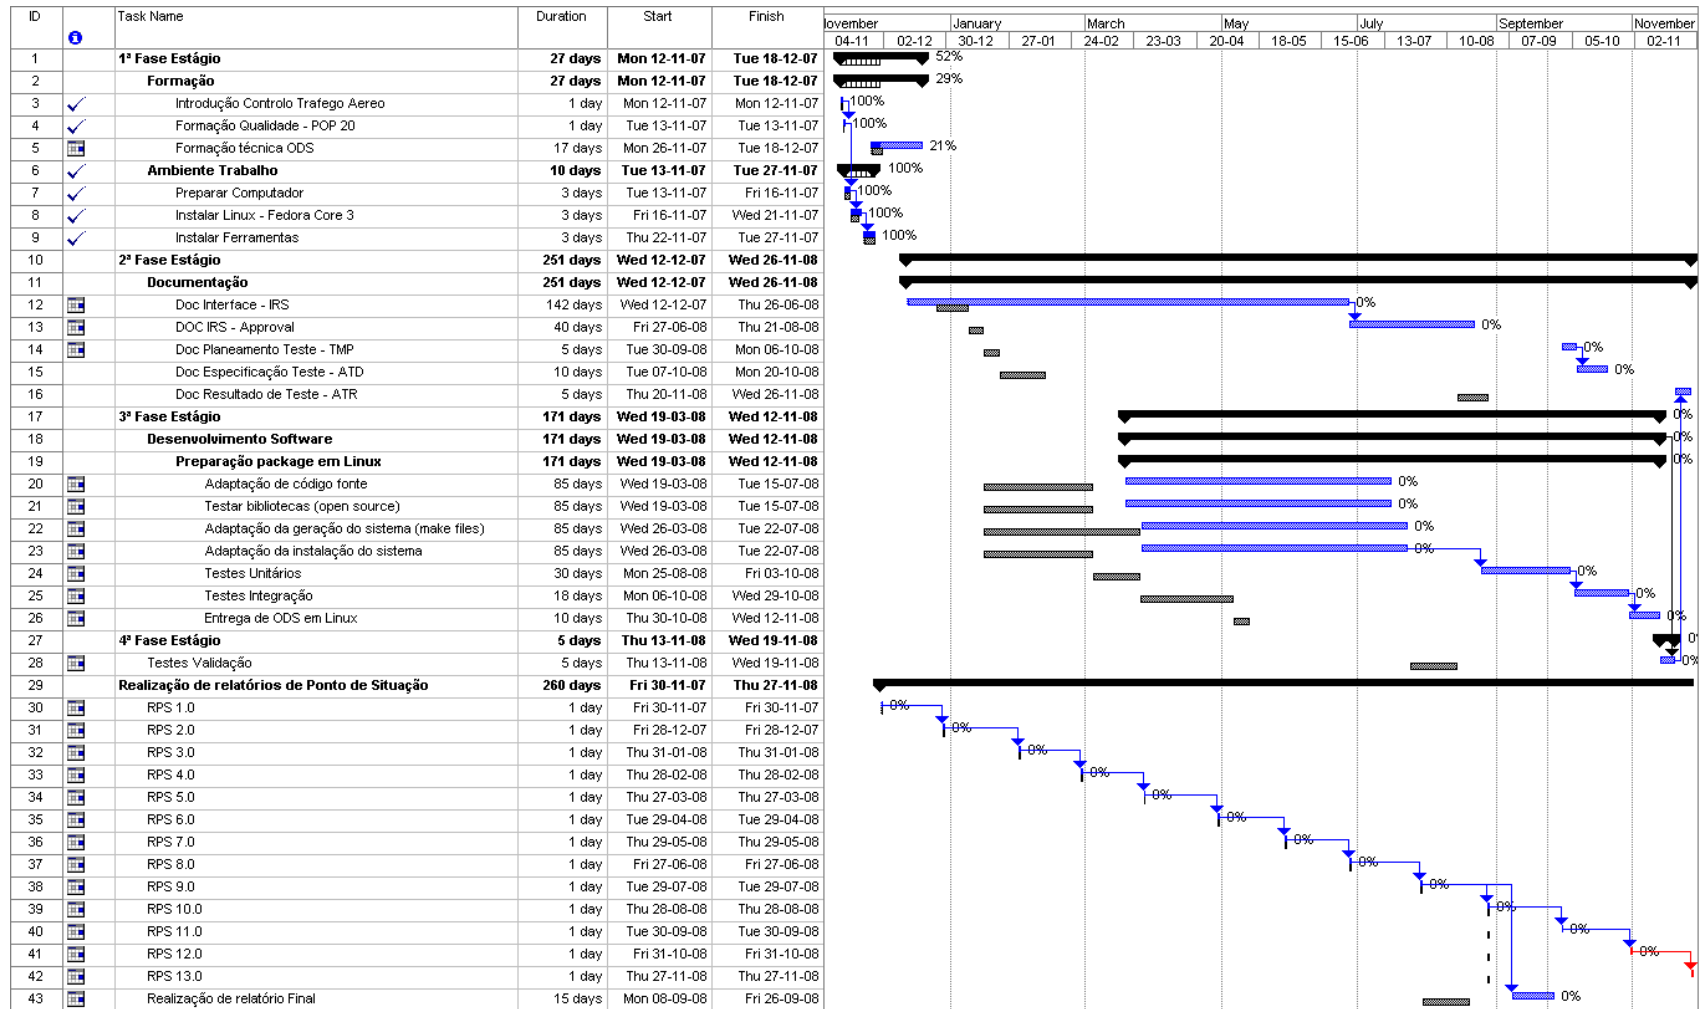 ID Task Name Duration Start Finish
November January March May July September November
04-11 02-12 30-12 27-01 24-02 23-03 20-04 18-05 15-06 13-07 10-08 07-09 05-10 02-11
1 1ª Fase Estágio 27 days Mon 12-11-07 Tue 18-12-07 52%
2 Formação 27 days Mon 12-11-07 Tue 18-12-07 29%
3 Introdução Controlo Trafego Aereo 1 day Mon 12-11-07 Mon 12-11-07 100%
4 Formação Qualidade - POP 20 1 day Tue 13-11-07 Tue 13-11-07 100%
5 Formação técnica ODS 17 days Mon 26-11-07 Tue 18-12-07 21%
6 Ambiente Trabalho 10 days Tue 13-11-07 Tue 27-11-07 100%
7 Preparar Computador 3 days Tue 13-11-07 Fri 16-11-07 100%
8 Instalar Linux - Fedora Core 3 3 days Fri 16-11-07 Wed 21-11-07 100%
9 Instalar Ferramentas 3 days Thu 22-11-07 Tue 27-11-07 100%
10 2ª Fase Estágio 251 days Wed 12-12-07 Wed 26-11-08
11 Documentação 251 days Wed 12-12-07 Wed 26-11-08
12 Doc Interface - IRS 142 days Wed 12-12-07 Thu 26-06-08 0%
13 DOC IRS - Approval 40 days Fri 27-06-08 Thu 21-08-08 0%
14 Doc Planeamento Teste - TMP 5 days Tue 30-09-08 Mon 06-10-08 0%
15 Doc Especificação Teste - ATD 10 days Tue 07-10-08 Mon 20-10-08 0%
16 Doc Resultado de Teste - ATR 5 days Thu 20-11-08 Wed 26-11-08
17 3ª Fase Estágio 171 days Wed 19-03-08 Wed 12-11-08 0%
18 Desenvolvimento Software 171 days Wed 19-03-08 Wed 12-11-08 0%
19 Preparação package em Linux 171 days Wed 19-03-08 Wed 12-11-08 0%
20 Adaptação de código fonte 85 days Wed 19-03-08 Tue 15-07-08 0%
21 Testar bibliotecas (open source) 85 days Wed 19-03-08 Tue 15-07-08 0%
22 Adaptação da geração do sistema (make files) 85 days Wed 26-03-08 Tue 22-07-08 0%
23 Adaptação da instalação do sistema 85 days Wed 26-03-08 Tue 22-07-08 0%
24 Testes Unitários 30 days Mon 25-08-08 Fri 03-10-08 0%
25 Testes Integração 18 days Mon 06-10-08 Wed 29-10-08 0%
26 Entrega de ODS em Linux 10 days Thu 30-10-08 Wed 12-11-08 0%
27 4ª Fase Estágio 5 days Thu 13-11-08 Wed 19-11-08
28 Testes Validação 5 days Thu 13-11-08 Wed 19-11-08 0%
29 Realização de relatórios de Ponto de Situação 260 days Fri 30-11-07 Thu 27-11-08
30 RPS 1.0 1 day Fri 30-11-07 Fri 30-11-07 0%
31 RPS 2.0 1 day Fri 28-12-07 Fri 28-12-07 0%
32 RPS 3.0 1 day Thu 31-01-08 Thu 31-01-08 0%
33 RPS 4.0 1 day Thu 28-02-08 Thu 28-02-08 0%
34 RPS 5.0 1 day Thu 27-03-08 Thu 27-03-08 0%
35 RPS 6.0 1 day Tue 29-04-08 Tue 29-04-08 0%
36 RPS 7.0 1 day Thu 29-05-08 Thu 29-05-08 0%
37 RPS 8.0 1 day Fri 27-06-08 Fri 27-06-08 0%
38 RPS 9.0 1 day Tue 29-07-08 Tue 29-07-08 0%
39 RPS 10.0 1 day Thu 28-08-08 Thu 28-08-08 0%
40 RPS 11.0 1 day Tue 30-09-08 Tue 30-09-08 0%
41 RPS 12.0 1 day Fri 31-10-08 Fri 31-10-08 0%
42 RPS 13.0 1 day Thu 27-11-08 Thu 27-11-08
43 Realização de relatório Final 15 days Mon 08-09-08 Fri 26-09-08 0%